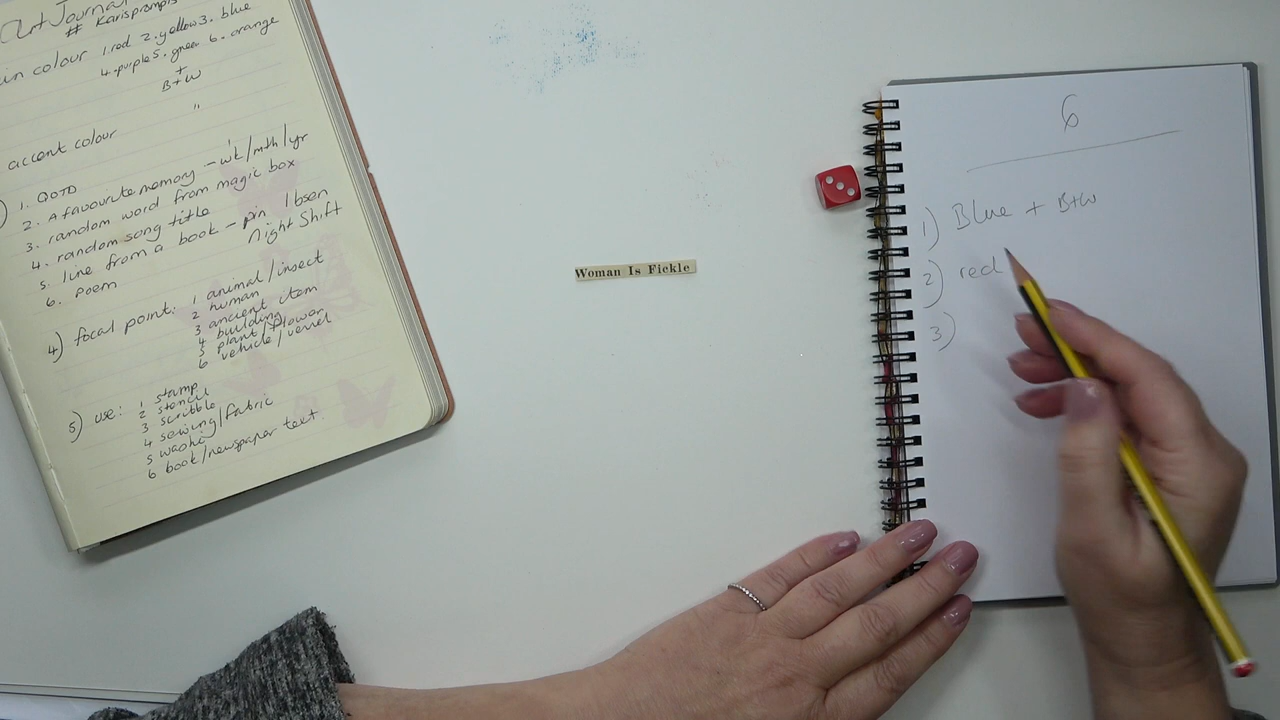 Art Journal
# Karisprompts
in colour 1.red 2.yellow 3. blue
4.purple 5. green 6. orange
+
B+W
"
accent colour
) 1. QOTD
2. A favourite memory - wk/mth/yr
3. random word from magic box
4. random song title
5. line from a book - pin Ibsen
Night Shift
6. poem
4) focal point: 1 animal/insect
2 human
3 ancient item
4 building
5 plant/flower
6 vehicle/vessel
5) use: 1 stamp
2 stencil
3 scribble
4 sewing/fabric
5 washi
6 book/newspaper text.
Woman Is Fickle
6
1) Blue + B+W
2) red
3)